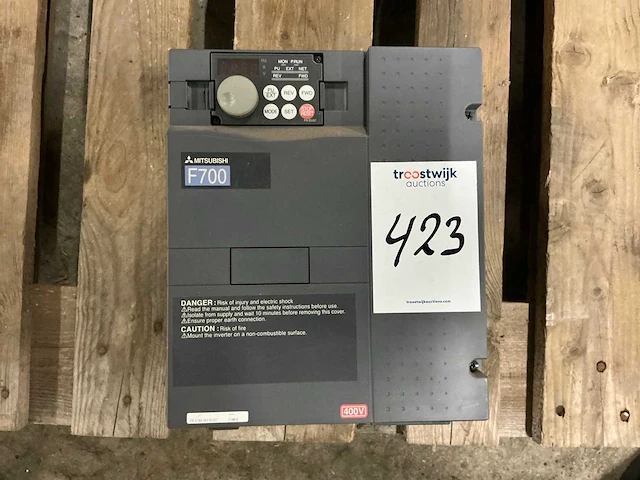 MON P.RUN
PU EXT NET
REV FWD
PU
EXT
REV
FWD
MODE
SET
MITSUBISHI
F700
troostwijk
auctions
423
troostwijkauctions.com
DANGER : Risk of injury and electric shock
Read the manual and follow the safety instructions before use.
Isolate from supply and wait 10 minutes before removing this cover.
Ensure proper earth connection.
CAUTION : Risk of fire
Mount the inverter on a non-combustible surface.
400V